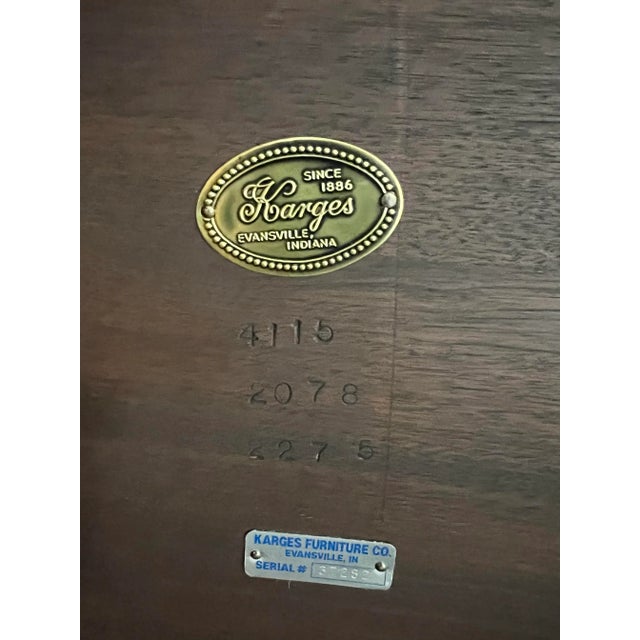 SINCE
1886
Karges
EVANSVILLE,
INDIANA
4115
2078
2275
KARGES FURNITURE CO.
EVANSVILLE, IN
SERIAL #